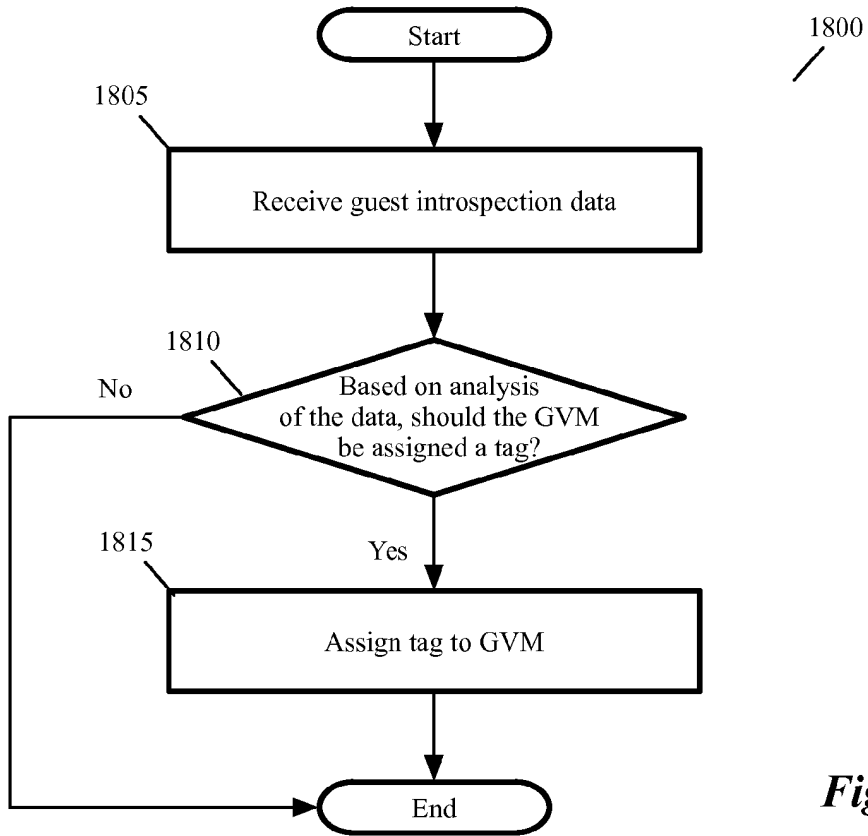 Start
1800
1805
Receive guest introspection data
1810
No
Based on analysis
of the data, should the GVM
be assigned a tag?
1815
Yes
Assign tag to GVM
End
Fig